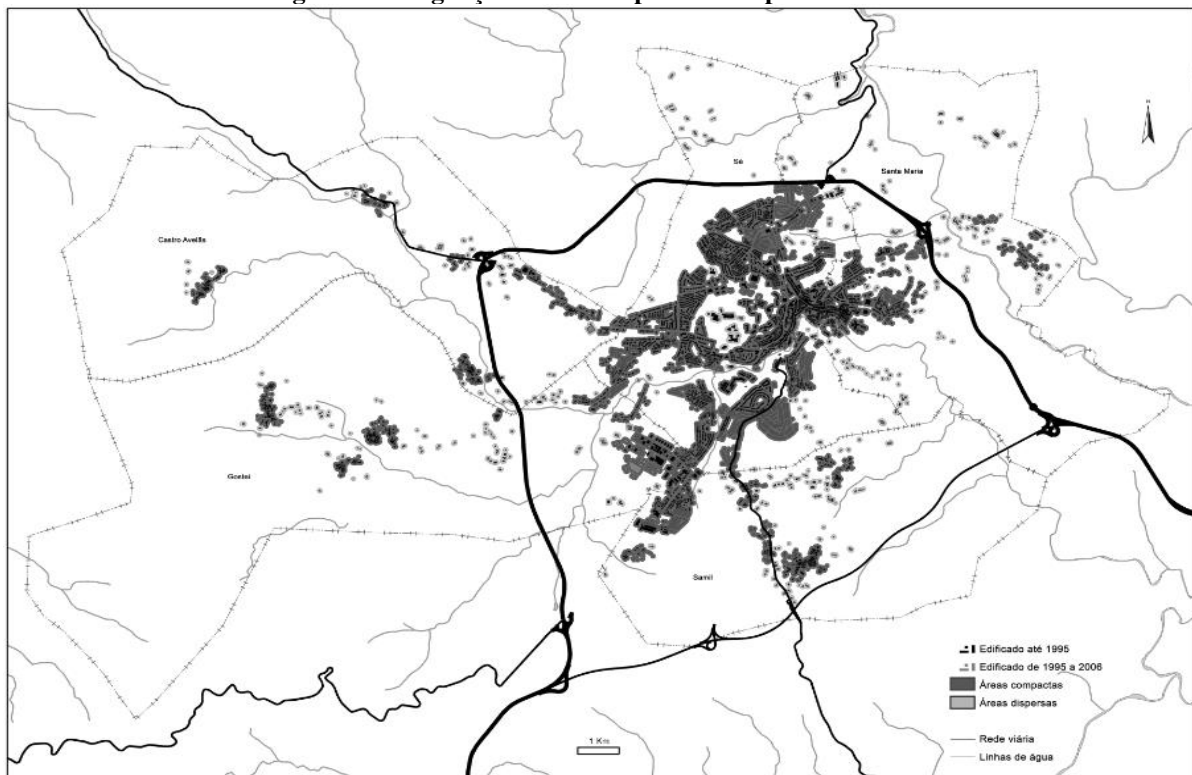 Sé
Santa Maria
Castro Avelãs
Gostei
Samil
Edificado até 1995
Edificado de 1995 a 2006
Áreas compactas
Áreas dispersas
1 Km
Rede viária
Linhas de água